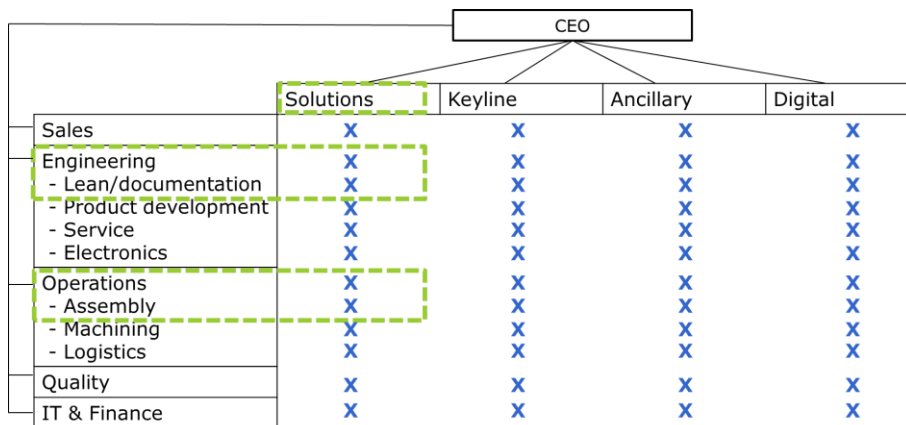 CEO
Solutions Keyline Ancillary Digital
Sales X X X X
Engineering X X X X
- Lean/documentation X X X X
- Product development X X X X
- Service X X X X
- Electronics X X X X
Operations X X X X
- Assembly X X X X
- Machining X X X X
- Logistics X X X X
Quality X X X X
IT & Finance X X X X